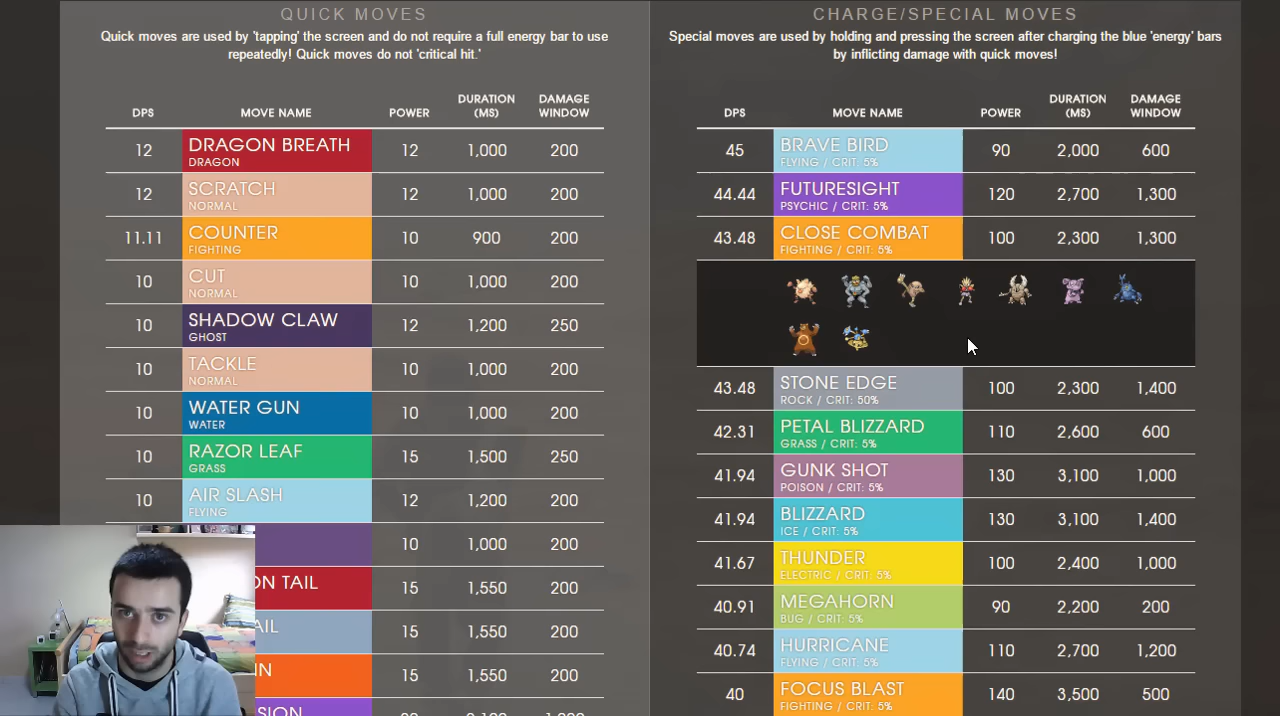 QUICK MOVES
Quick moves are used by 'tapping' the screen and do not require a full energy bar to use
repeatedly! Quick moves do not 'critical hit.'
DPS MOVE NAME POWER DURATION (MS) DAMAGE WINDOW
12 DRAGON BREATH 12 1,000 200
DRAGON
12 SCRATCH 12 1,000 200
NORMAL
11.11 COUNTER 10 900 200
FIGHTING
10 CUT 10 1,000 200
NORMAL
10 SHADOW CLAW 12 1,200 250
GHOST
10 TACKLE 10 1,000 200
NORMAL
10 WATER GUN 10 1,000 200
WATER
10 RAZOR LEAF 15 1,500 250
GRASS
10 AIR SLASH 12 1,200 200
FLYING
10 1,000 200
ON TAIL 15 1,550 200
AIL 15 1,550 200
IN 15 1,550 200
SION
CHARGE/SPECIAL MOVES
Special moves are used by holding and pressing the screen after charging the blue 'energy' bars
by inflicting damage with quick moves!
DPS MOVE NAME POWER DURATION (MS) DAMAGE WINDOW
45 BRAVE BIRD 90 2,000 600
FLYING / CRIT: 5%
44.44 FUTURESIGHT 120 2,700 1,300
PSYCHIC / CRIT: 5%
43.48 CLOSE COMBAT 100 2,300 1,300
FIGHTING / CRIT: 5%
43.48 STONE EDGE 100 2,300 1,400
ROCK / CRIT: 50%
42.31 PETAL BLIZZARD 110 2,600 600
GRASS / CRIT: 5%
41.94 GUNK SHOT 130 3,100 1,000
POISON / CRIT: 5%
41.94 BLIZZARD 130 3,100 1,400
ICE / CRIT: 5%
41.67 THUNDER 100 2,400 1,000
ELECTRIC / CRIT: 5%
40.91 MEGAHORN 90 2,200 200
BUG / CRIT: 5%
40.74 HURRICANE 110 2,700 1,200
FLYING / CRIT: 5%
40 FOCUS BLAST 140 3,500 500
FIGHTING / CRIT: 5%